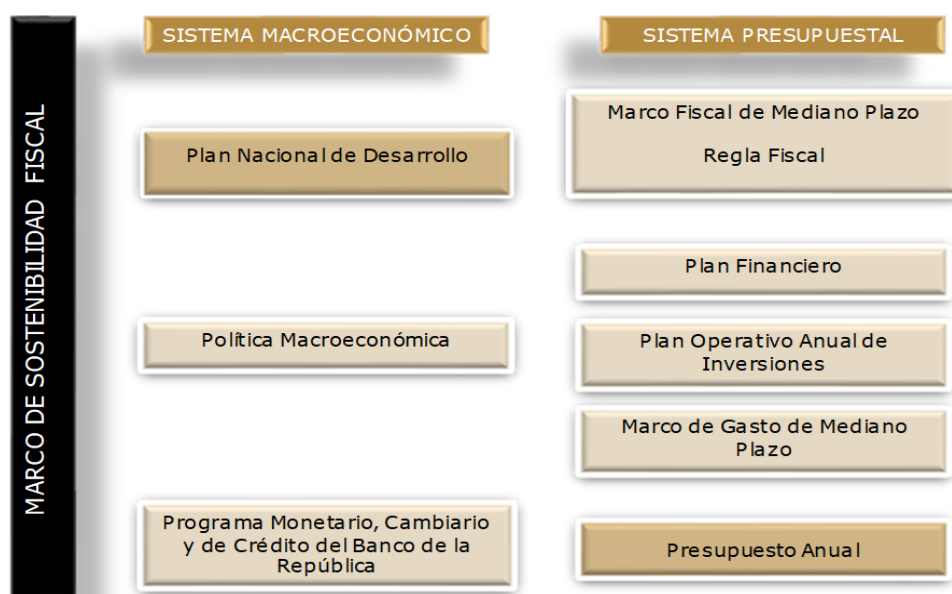 MARCO DE SOSTENIBILIDAD FISCAL
SISTEMA MACROECONÓMICO
Plan Nacional de Desarrollo
Política Macroeconómica
Programa Monetario, Cambiario
y de Crédito del Banco de la
República
SISTEMA PRESUPUESTAL
Marco Fiscal de Mediano Plazo
Regla Fiscal
Plan Financiero
Plan Operativo Anual de
Inversiones
Marco de Gasto de Mediano
Plazo
Presupuesto Anual